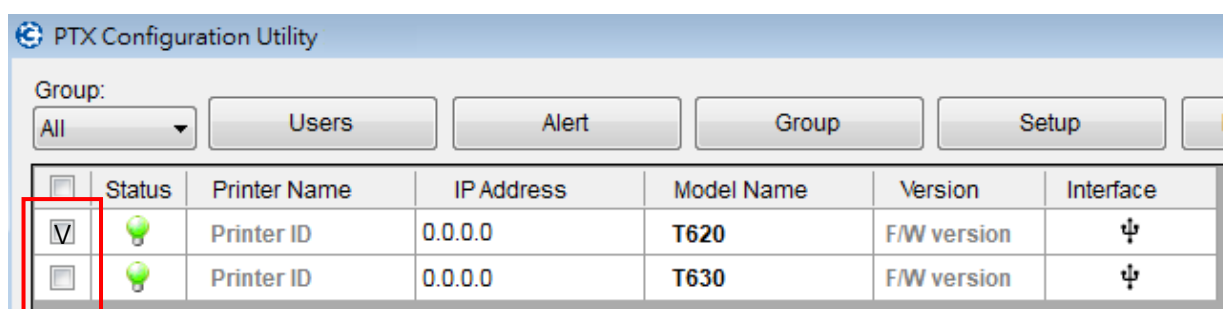 PTX Configuration Utility
Group:
All Users Alert Group Setup
Status Printer Name IP Address Model Name Version Interface
V Printer ID 0.0.0.0 T620 F/W version
Printer ID 0.0.0.0 T630 F/W version